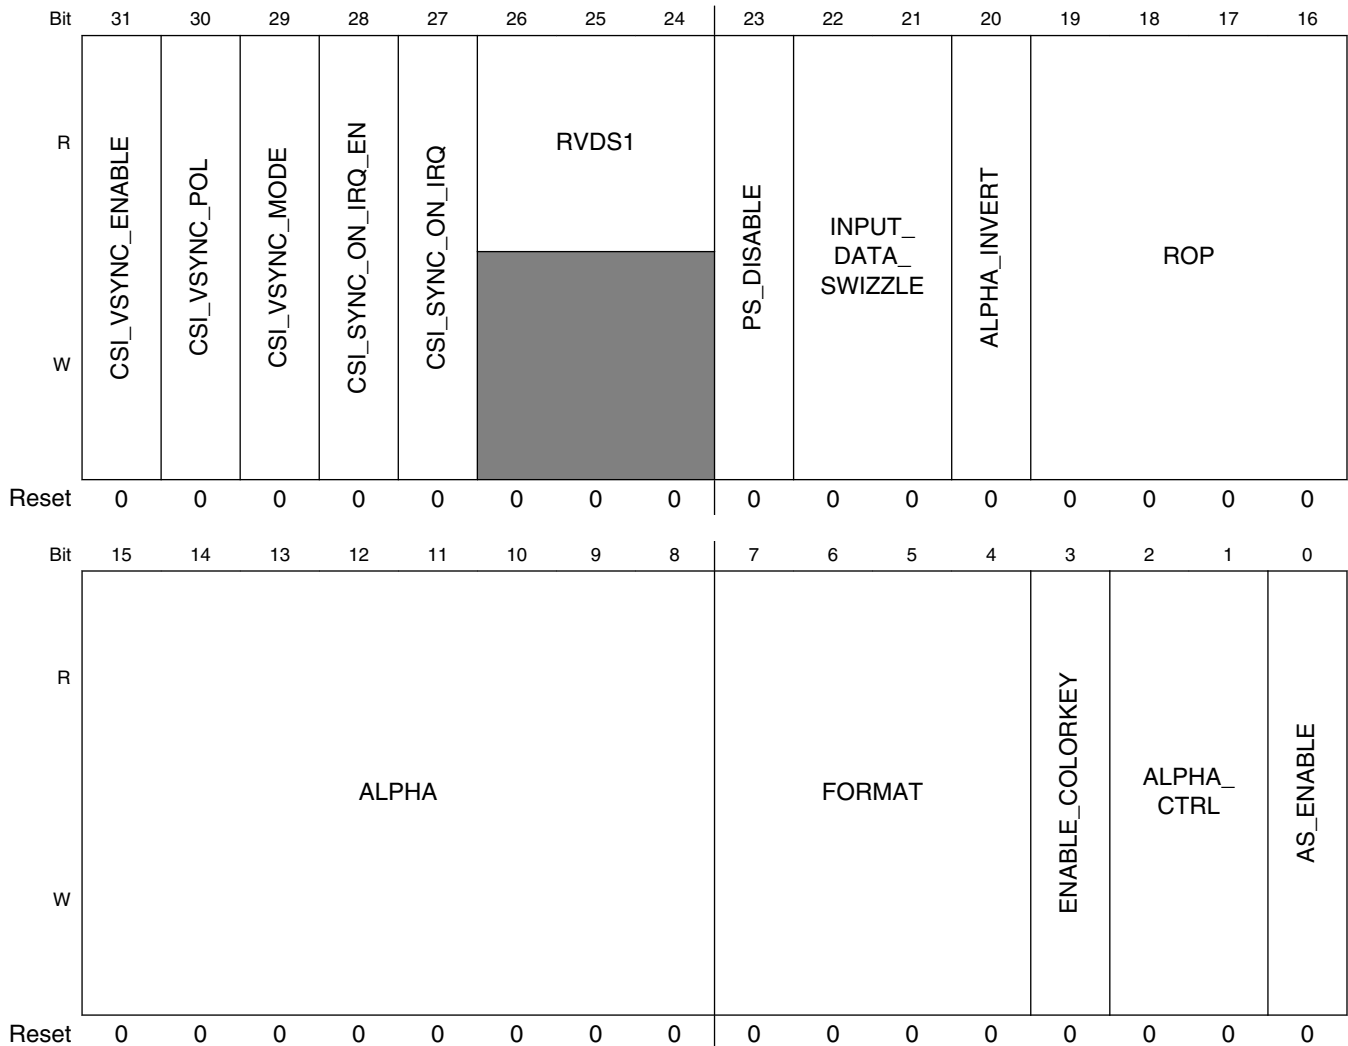 Bit 31 30 29 28 27 26 25 24 23 22 21 20 19 18 17 16
R
W
CSI_VSYNC_ENABLE
CSI_VSYNC_POL
CSI_VSYNC_MODE
CSI_SYNC_ON_IRQ_EN
CSI_SYNC_ON_IRQ
RVDS1
PS_DISABLE
INPUT_
DATA_
SWIZZLE
ALPHA_INVERT
ROP
Reset 0 0 0 0 0 0 0 0 0 0 0 0 0 0 0 0
Bit 15 14 13 12 11 10 9 8 7 6 5 4 3 2 1 0
R
W
ALPHA
FORMAT
ENABLE_COLORKEY
ALPHA_
CTRL
AS_ENABLE
Reset 0 0 0 0 0 0 0 0 0 0 0 0 0 0 0 0